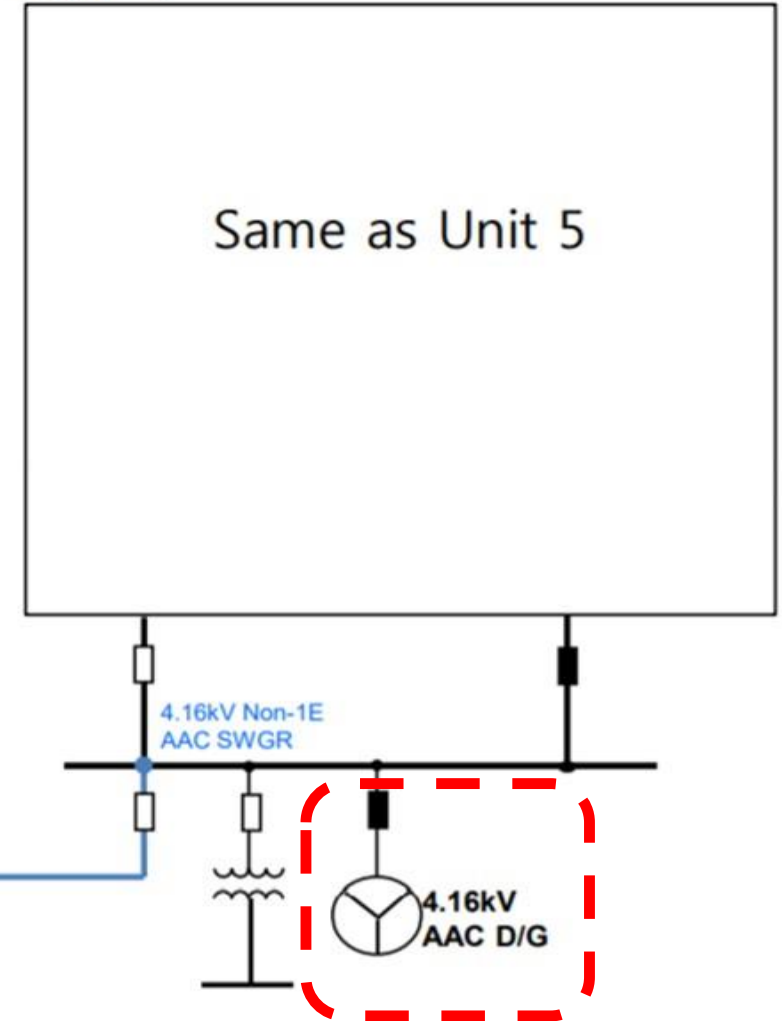 Same as Unit 5
4.16kV Non-1E
AAC SWGR
4.16kV
AAC D/G